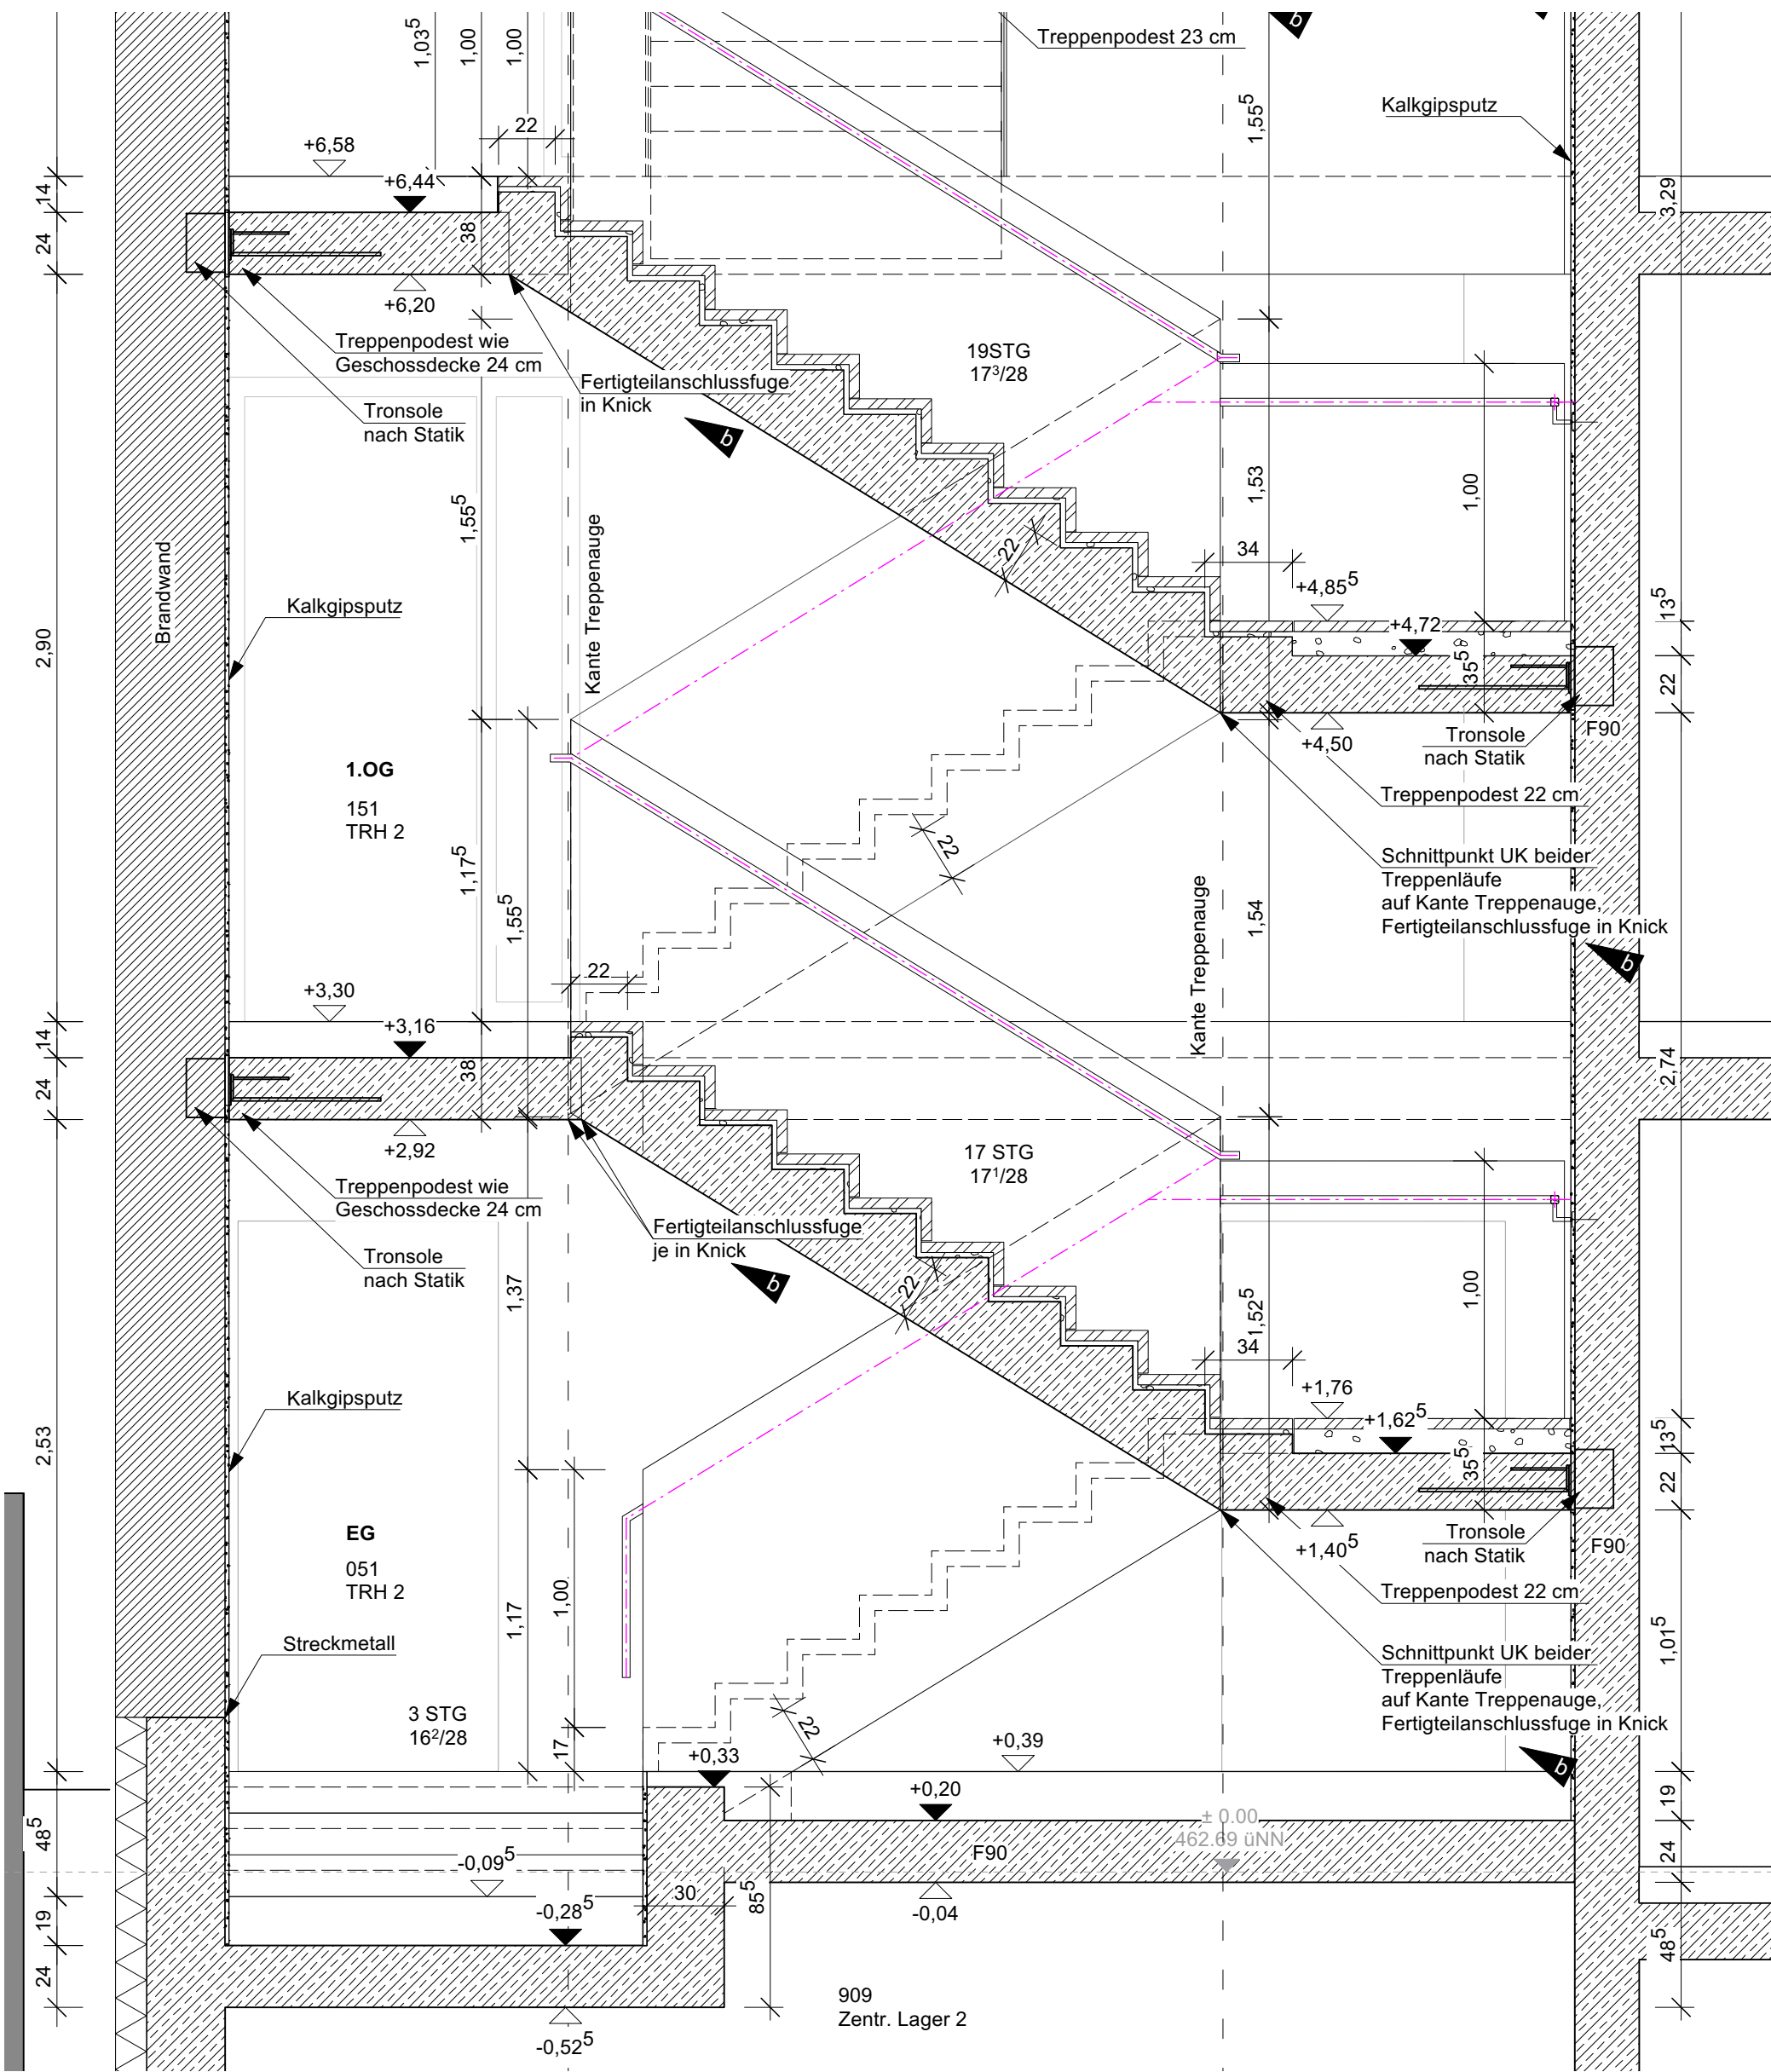 Treppenpodest 23 cm
b
1,03⁵
1,00
1,00
22
1,55⁵
Kalkgipsputz
+6,58
+6,44
14
24
38
3,29
+6,20
Treppenpodest wie
Geschossdecke 24 cm
19STG
17³/28
Fertigteilanschlussfuge
in Knick
Tronsole
nach Statik
b
Brandwand
1,55⁵
Kante Treppenauge
22
1,53
1,00
34
+4,85⁵
+4,72
Kalkgipsputz
2,90
35⁵
13⁵
22
+4,50
Tronsole
nach Statik
F90
Treppenpodest 22 cm
1.OG
151
TRH 2
22
1,17⁵
1,55⁵
Kante Treppenauge
1,54
Schnittpunkt UK beider
Treppenläufe
auf Kante Treppenauge,
Fertigteilanschlussfuge in Knick
b
22
+3,30
+3,16
14
24
38
2,74
+2,92
17 STG
17¹/28
Treppenpodest wie
Geschossdecke 24 cm
Fertigteilanschlussfuge
je in Knick
Tronsole
nach Statik
b
1,37
22
1,52⁵
1,00
34
+1,76
+1,62⁵
Kalkgipsputz
2,53
35⁵
13⁵
22
+1,40⁵
Tronsole
nach Statik
F90
Treppenpodest 22 cm
EG
051
TRH 2
1,17
1,00
Streckmetall
Schnittpunkt UK beider
Treppenläufe
auf Kante Treppenauge,
Fertigteilanschlussfuge in Knick
1,01⁵
b
3 STG
16²/28
17
22
+0,33
+0,39
+0,20
± 0.00
462.69 üNN
F90
19
24
48⁵
-0,09⁵
30
85⁵
-0,28⁵
-0,04
19
24
48⁵
909
Zentr. Lager 2
-0,52⁵